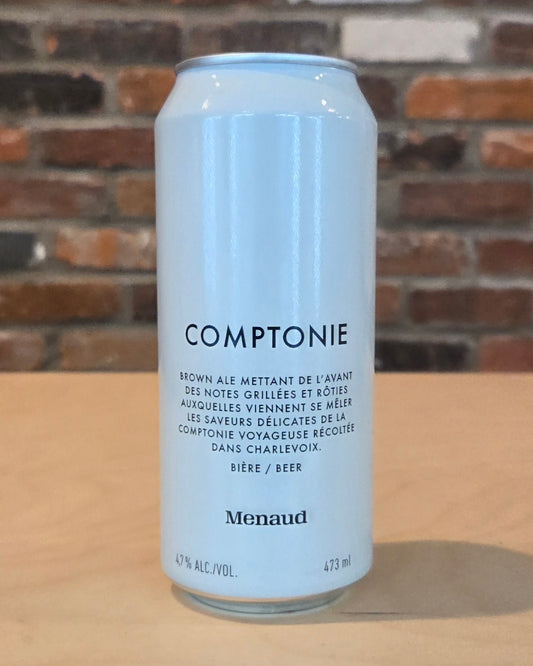 COMPTONIE
BROWN ALE METTANT DE L'AVANT
DES NOTES GRILLÉES ET RÔTIES
AUXQUELLES VIENNENT SE MÊLER
LES SAVEURS DÉLICATES DE LA
COMPTONIE VOYAGEUSE RÉCOLTÉE
DANS CHARLEVOIX.
BIÈRE / BEER
Menaud
4,7 % ALC./VOL.
473 ml